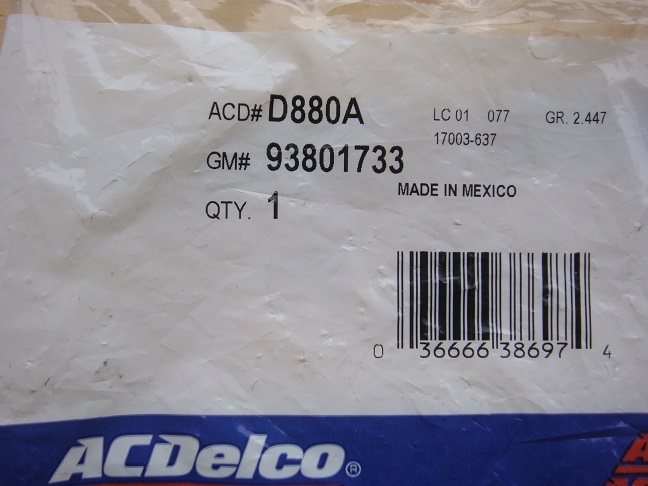 ACD# D880A LC 01 077 GR. 2.447
17003-637
GM# 93801733
MADE IN MEXICO
QTY. 1
0 36666 38697 4
ACDelco®